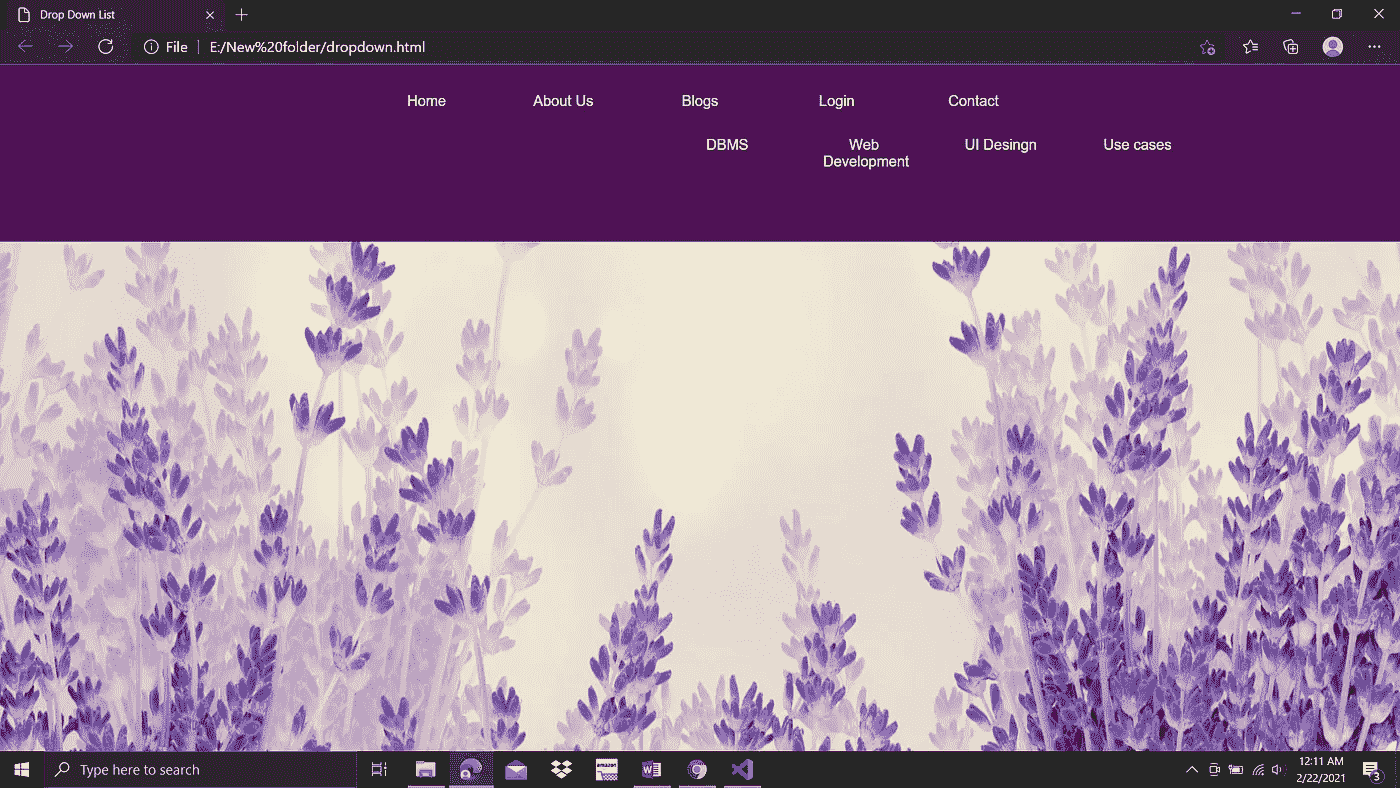 Drop Down List
File | E:/New%20folder/dropdown.html
Home About Us Blogs Login Contact
DBMS Web Development UI Desingn Use cases
Type here to search
amazon
12:11 AM
2/22/2021
3